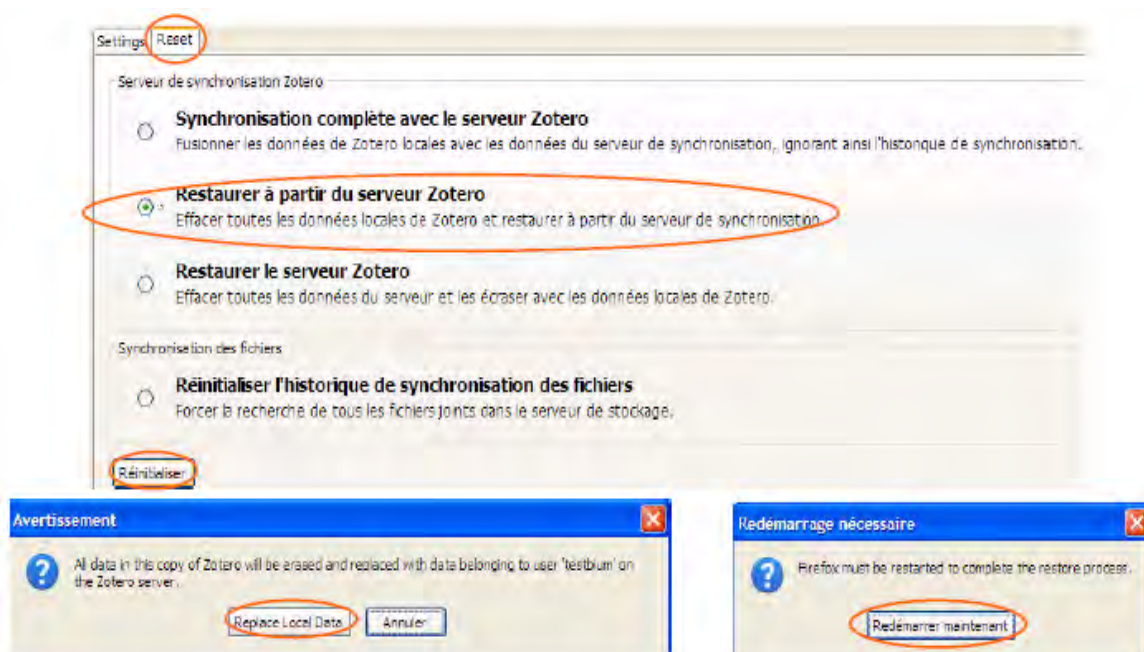 Settings Reset
Serveur de synchronisation Zotero
Synchronisation complète avec le serveur Zotero
Fusionner les données de Zotero locales avec les données du serveur de synchronisation, ignorant ainsi l'historique de synchronisation.
Restaurer à partir du serveur Zotero
Effacer toutes les données locales de Zotero et restaurer à partir du serveur de synchronisation.
Restaurer le serveur Zotero
Effacer toutes les données du serveur et les écraser avec les données locales de Zotero.
Synchronisation des fichiers
Réinitialiser l'historique de synchronisation des fichiers
Forcer la recherche de tous les fichiers joints dans le serveur de stockage.
Réinitialiser
Avertissement
All data in this copy of Zotero will be erased and replaced with data belonging to user 'testbium' on
the Zotero server.
Replace Local Data Annuler
Redémarrage nécessaire
Firefox must be restarted to complete the restore process.
Redémarrer maintenant